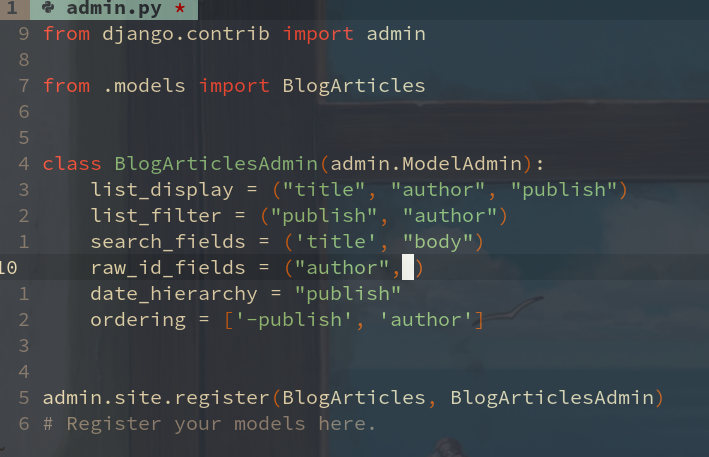 1 admin.py *
9 from django.contrib import admin
8
7 from .models import BlogArticles
6
5
4 class BlogArticlesAdmin(admin.ModelAdmin):
3     list_display = ("title", "author", "publish")
2     list_filter = ("publish", "author")
1     search_fields = ('title', "body")
10     raw_id_fields = ("author", )
1     date_hierarchy = "publish"
2     ordering = ['-publish', 'author']
3
4
5 admin.site.register(BlogArticles, BlogArticlesAdmin)
6 # Register your models here.